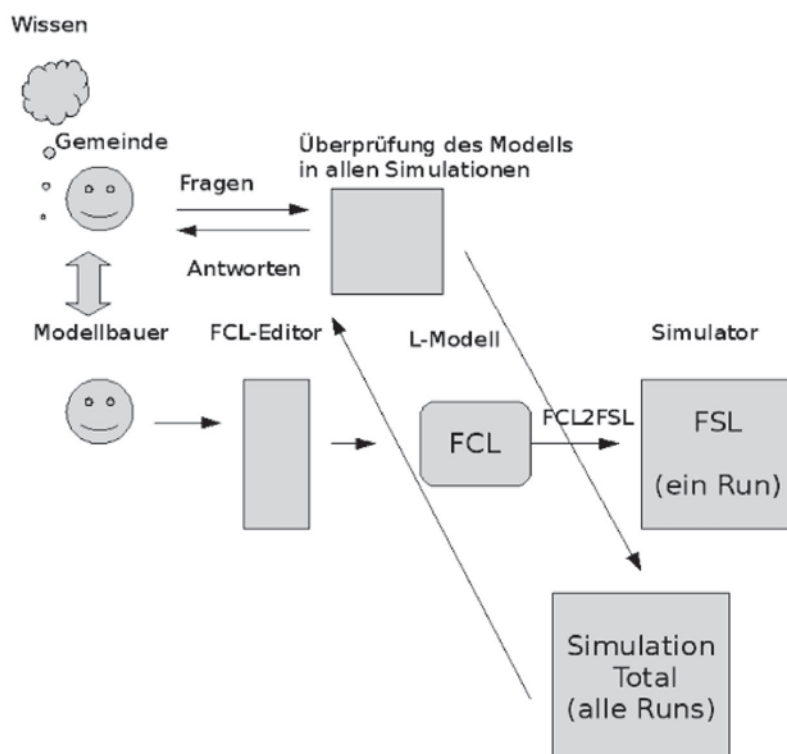 Wissen
Gemeinde
Überprüfung des Modells
in allen Simulationen
Fragen
Antworten
Modellbauer
FCL-Editor
L-Modell
Simulator
FCL
FCL2FSL
FSL
(ein Run)
Simulation
Total
(alle Runs)